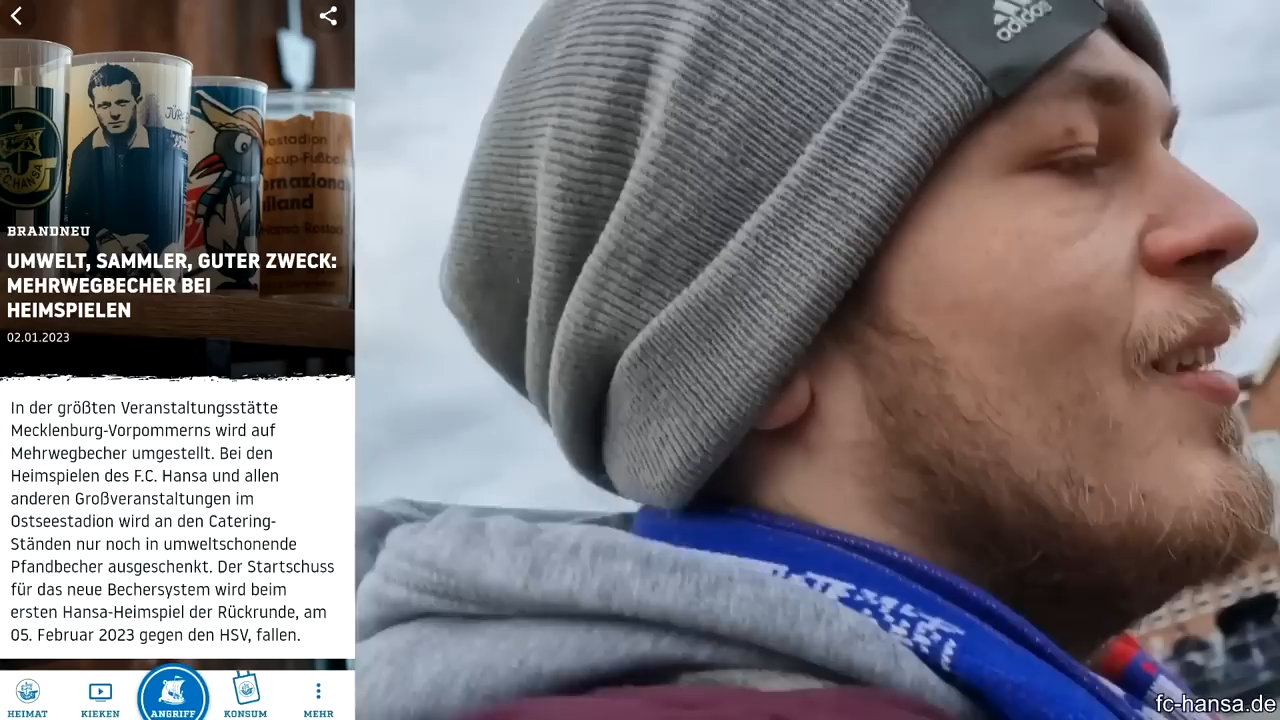 F.C. HANSA
BRANDNEU
UMWELT, SAMMLER, GUTER ZWECK:
MEHRWEGBECHER BEI
HEIMSPIELEN
02.01.2023
In der größten Veranstaltungsstätte
Mecklenburg-Vorpommerns wird auf
Mehrwegbecher umgestellt. Bei den
Heimspielen des F.C. Hansa und allen
anderen Großveranstaltungen im
Ostseestadion wird an den Catering-
Ständen nur noch in umweltschonende
Pfandbecher ausgeschenkt. Der Startschuss
für das neue Bechersystem wird beim
ersten Hansa-Heimspiel der Rückrunde, am
05. Februar 2023 gegen den HSV, fallen.
HEIMAT
KIEKEN
ANGRIFF
KONSUM
MEHR
adidas
fc-hansa.de